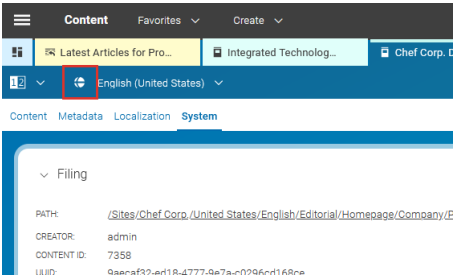 Content Favorites Create
Latest Articles for Pro... Integrated Technolog... Chef Corp.
12 English (United States)
Content Metadata Localization System
Filing
PATH: /Sites/Chef Corp./United States/English/Editorial/Homepage/Company/
CREATOR: admin
CONTENT ID: 7358
UUID: 9aecaf32-ed18-4777-9e7a-c0296cd168ce